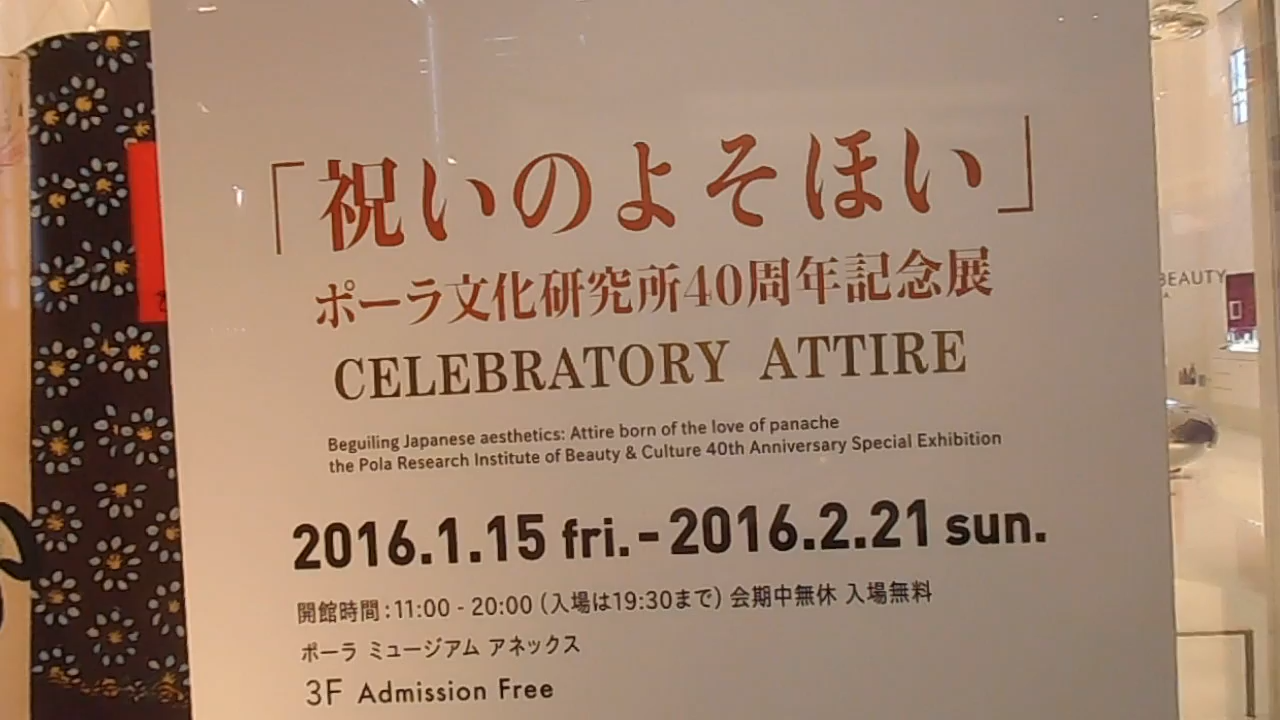 「祝いのよそほい」
ポーラ文化研究所40周年記念展
CELEBRATORY ATTIRE
Beguiling Japanese aesthetics: Attire born of the love of panache
the Pola Research Institute of Beauty & Culture 40th Anniversary Special Exhibition
2016.1.15 fri. - 2016.2.21 sun.
開館時間:11:00 - 20:00 (入場は19:30まで) 会期中無休 入場無料
ポーラ ミュージアム アネックス
3F Admission Free
BEAUTY